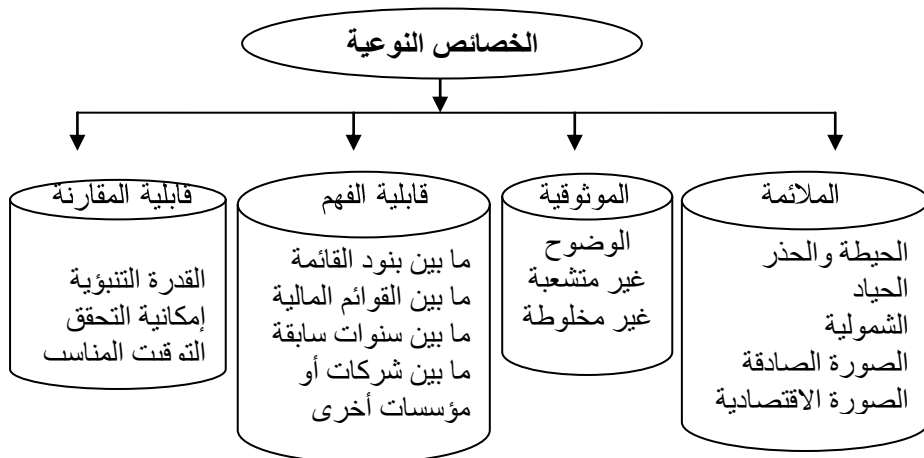 الخصائص النوعية
الملائمة
الحيطة والحذر
الحياد
الشمولية
الصورة الصادقة
الصورة الاقتصادية
الموثوقية
الوضوح
غير متشعبة
غير مخلوطة
قابلية الفهم
ما بين بنود القائمة
ما بين القوائم المالية
ما بين سنوات سابقة
ما بين شركات أو
مؤسسات أخرى
قابلية المقارنة
القدرة التنبؤية
إمكانية التحقق
التوقيت المناسب